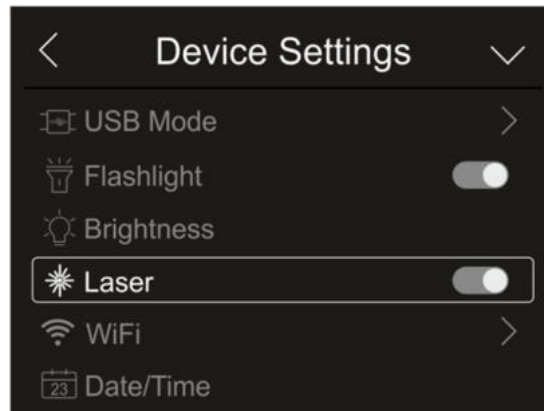 Device Settings
USB Mode
Flashlight
Brightness
Laser
WiFi
23 Date/Time